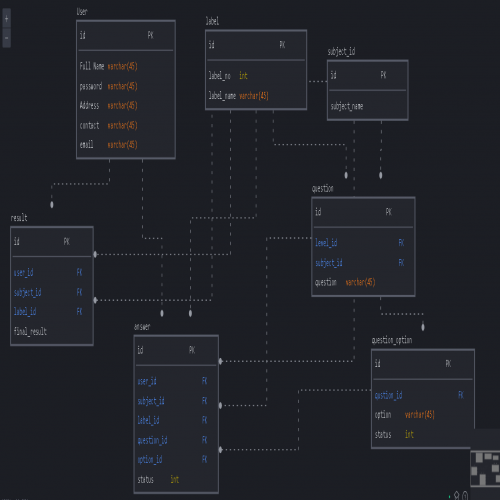 User
id PK
Full Name varchar(45)
password varchar(45)
Address varchar(45)
contact varchar(45)
email varchar(45)
label
id PK
label_no int
label_name varchar(45)
subject_id
id PK
subject_name
question
id PK
level_id FK
subject_id FK
question varchar(45)
result
id PK
user_id FK
subject_id FK
label_id FK
final_result
answer
id PK
user_id FK
subject_id FK
label_id FK
question_id FK
option_id FK
status int
question_option
id PK
qustion_id FK
option varchar(45)
status int